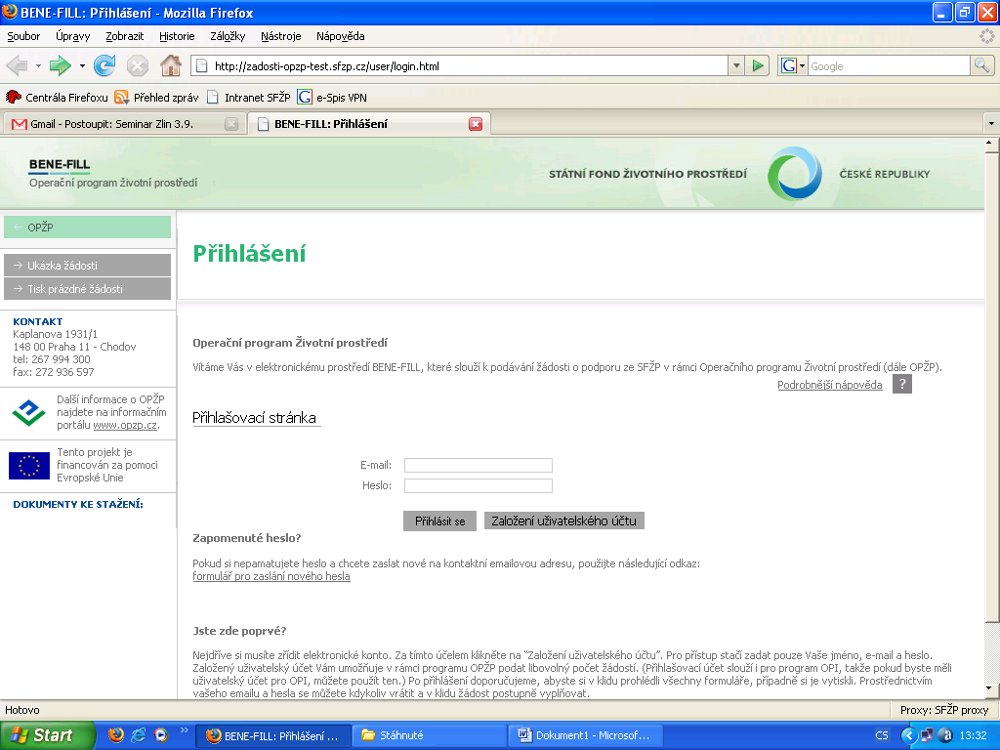 BENE-FILL: Přihlášení - Mozilla Firefox
Soubor Úpravy Zobrazit Historie Záložky Nástroje Nápověda
http://zadosti-opzp-test.sfzp.cz/user/login.html
G Google
Centrála Firefoxu Přehled zpráv Intranet SFŽP G e-Spis VPN
Gmail - Postoupit: Seminar Zlin 3.9. BENE-FILL: Přihlášení
BENE-FILL
Operační program životní prostředí
STÁTNÍ FOND ŽIVOTNÍHO PROSTŘEDÍ ČESKÉ REPUBLIKY
OPŽP
Ukázka žádosti
Tisk prázdné žádosti
KONTAKT
Kaplanova 1931/1
148 00 Praha 11 - Chodov
tel: 267 994 300
fax: 272 936 597
Další informace o OPŽP
najdete na informačním
portálu www.opzp.cz.
Tento projekt je
financován za pomoci
Evropské Unie
DOKUMENTY KE STAŽENÍ:
Přihlášení
Operační program Životní prostředí
Vítáme Vás v elektronickému prostředí BENE-FILL, které slouží k podávání žádosti o podporu ze SFŽP v rámci Operačního programu Životní prostředí (dále OPŽP).
Podrobnější nápověda ?
Přihlašovací stránka
E-mail:
Heslo:
Přihlásit se Založení uživatelského účtu
Zapomenuté heslo?
Pokud si nepamatujete heslo a chcete zaslat nové na kontaktní emailovou adresu, použijte následující odkaz:
formulář pro zaslání nového hesla
Jste zde poprvé?
Nejdříve si musíte zřídit elektronické konto. Za tímto účelem klikněte na "Založení uživatelského účtu". Pro přístup stačí zadat pouze Vaše jméno, e-mail a heslo.
Založený uživatelský účet Vám umožňuje v rámci programu OPŽP podat libovolný počet žádostí. (Přihlašovací účet slouží i pro program OPI, takže pokud byste měli
uživatelský účet pro OPI, můžete použít ten.) Po přihlášení doporučujeme, abyste si v klidu prohlédli všechny formuláře, případně si je vytiskli. Prostřednictvím
vašeho emailu a hesla se můžete kdykoliv vrátit a v klidu žádost postupně vyplňovat.
Hotovo Proxy: SFŽP proxy
Start BENE-FILL: Přihlášení ... Stáhnuté Dokument1 - Microsof... CS 13:32